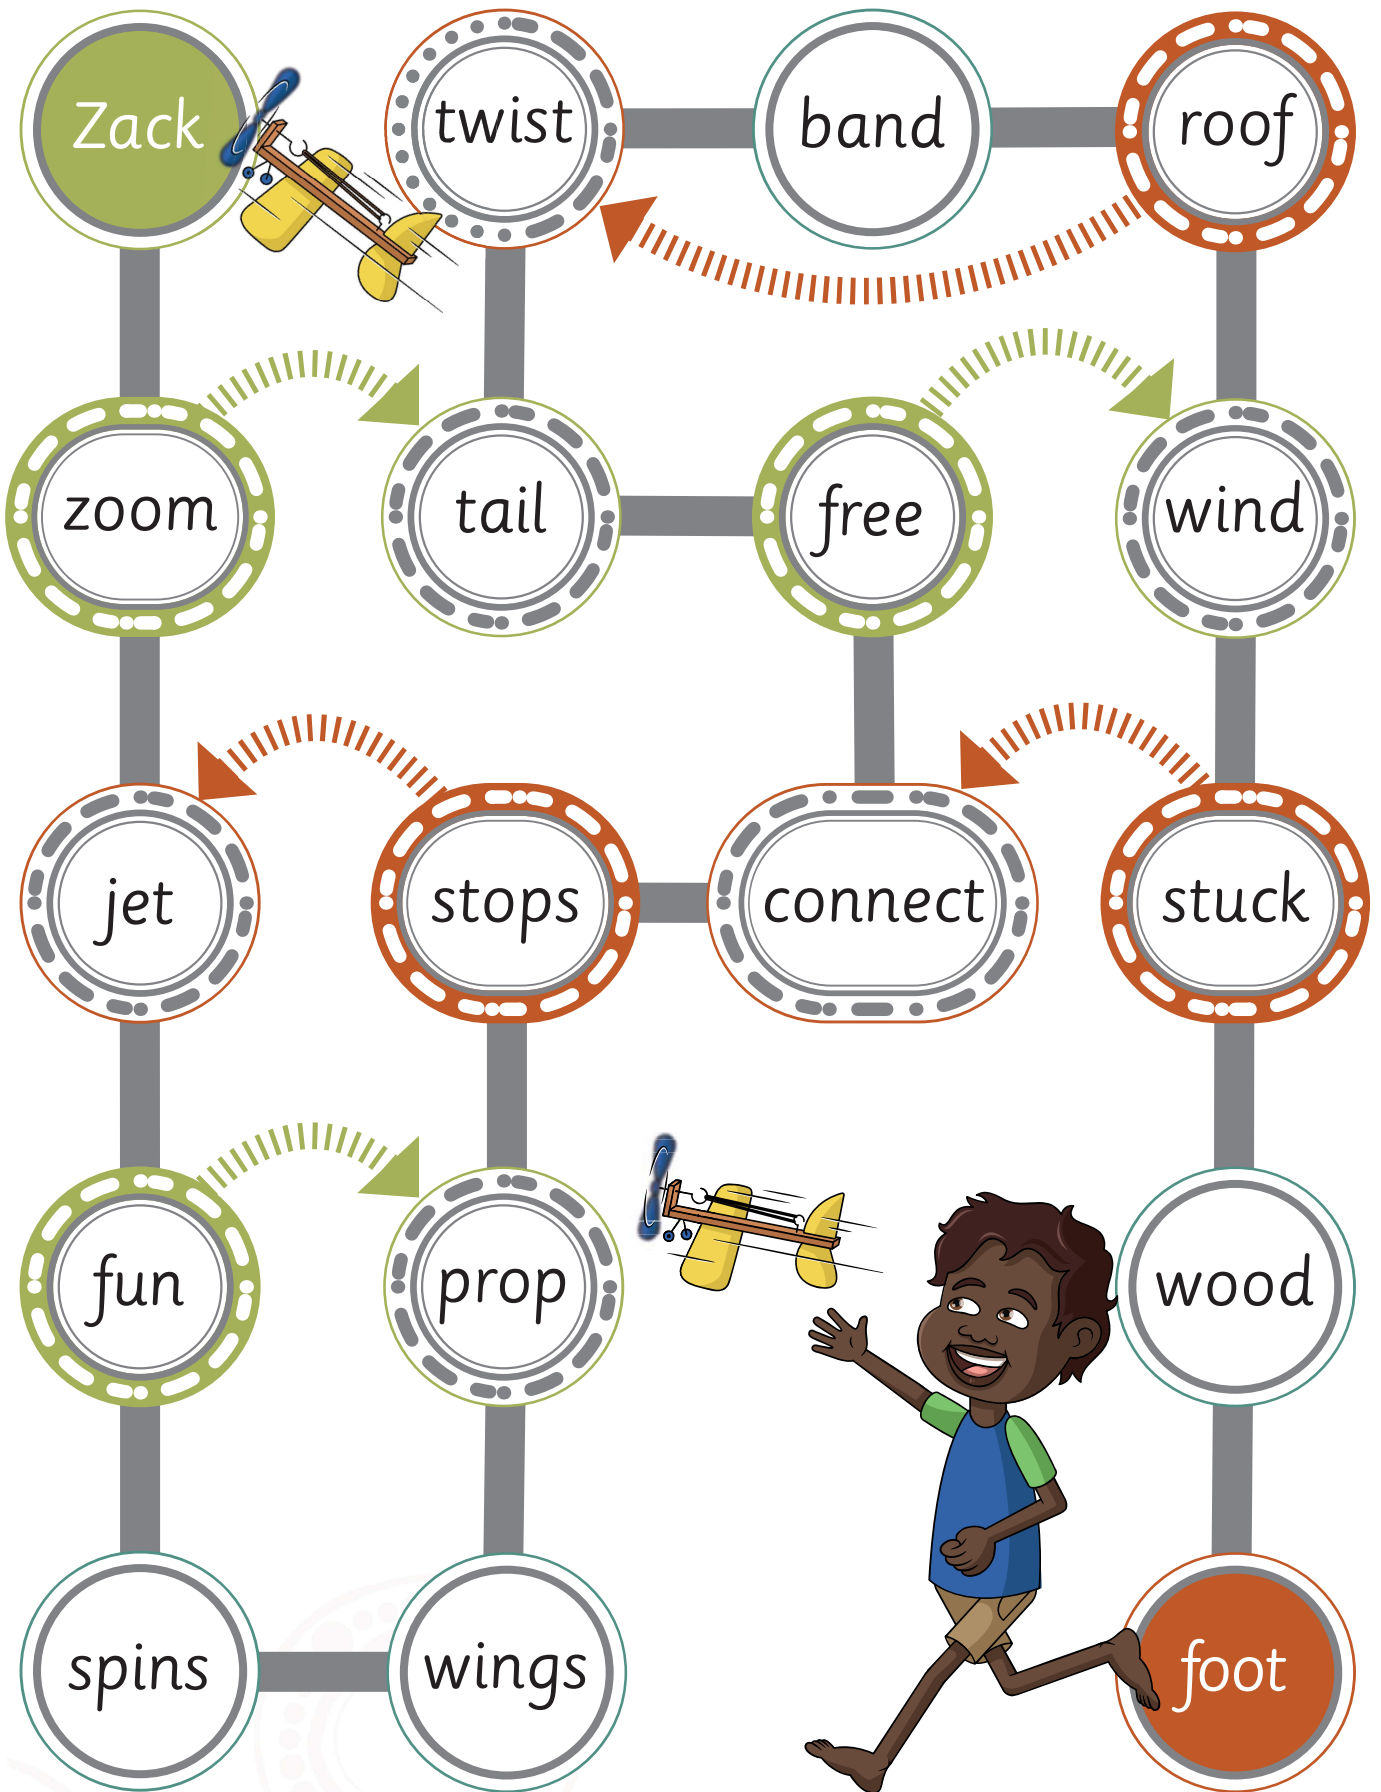 Zack
twist
band
roof
zoom
tail
free
wind
jet
stops
connect
stuck
fun
prop
wood
spins
wings
foot